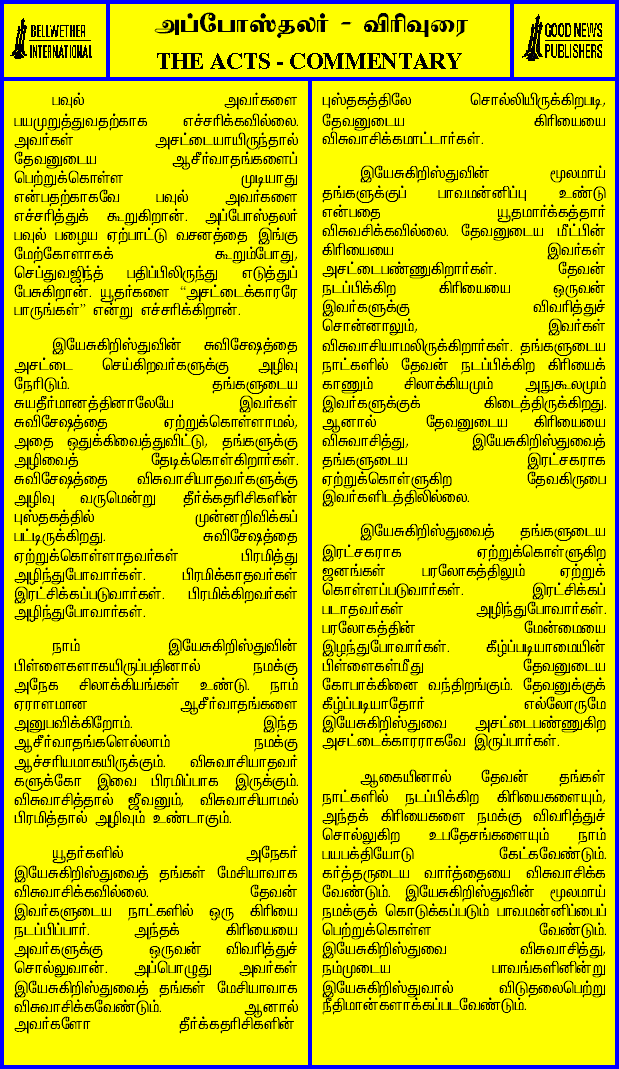 BELLWETHER
INTERNATIONAL
அப்போஸ்தலர் - விரிவுரை
THE ACTS - COMMENTARY
GOOD NEWS
PUBLISHERS
பவுல் அவர்களை
பயமுறுத்துவதற்காக எச்சரிக்கவில்லை.
அவர்கள் அசட்டையாயிருந்தால்
தேவனுடைய ஆசீர்வாதங்களைப்
பெற்றுக்கொள்ள முடியாது
என்பதற்காகவே பவுல் அவர்களை
எச்சரித்துக் கூறுகிறான். அப்போஸ்தலர்
பவுல் பழைய ஏற்பாட்டு வசனத்தை இங்கு
மேற்கோளாகக் கூறும்போது,
செப்துவஜிந்த் பதிப்பிலிருந்து எடுத்துப்
பேசுகிறான். யூதர்களை “அசட்டைக்காரரே
பாருங்கள்” என்று எச்சரிக்கிறான்.
இயேசுகிறிஸ்துவின் சுவிசேஷத்தை
அசட்டை செய்கிறவர்களுக்கு அழிவு
நேரிடும். தங்களுடைய
சுயதீர்மானத்தினாலேயே இவர்கள்
சுவிசேஷத்தை ஏற்றுக்கொள்ளாமல்,
அதை ஒதுக்கிவைத்துவிட்டு, தங்களுக்கு
அழிவைத் தேடிக்கொள்கிறார்கள்.
சுவிசேஷத்தை விசுவாசியாதவர்களுக்கு
அழிவு வருமென்று தீர்க்கதரிசிகளின்
புஸ்தகத்தில் முன்னறிவிக்கப்
பட்டிருக்கிறது. சுவிசேஷத்தை
ஏற்றுக்கொள்ளாதவர்கள் பிரமித்து
அழிந்துபோவார்கள். பிரமிக்காதவர்கள்
இரட்சிக்கப்படுவார்கள். பிரமிக்கிறவர்கள்
அழிந்துபோவார்கள்.
நாம் இயேசுகிறிஸ்துவின்
பிள்ளைகளாகயிருப்பதினால் நமக்கு
அநேக சிலாக்கியங்கள் உண்டு. நாம்
ஏராளமான ஆசீர்வாதங்களை
அனுபவிக்கிறோம். இந்த
ஆசீர்வாதங்களெல்லாம் நமக்கு
ஆச்சரியமாகயிருக்கும். விசுவாசியாதவர்
களுக்கோ இவை பிரமிப்பாக இருக்கும்.
விசுவாசித்தால் ஜீவனும், விசுவாசியாமல்
பிரமித்தால் அழிவும் உண்டாகும்.
யூதர்களில் அநேகர்
இயேசுகிறிஸ்துவைத் தங்கள் மேசியாவாக
விசுவாசிக்கவில்லை. தேவன்
இவர்களுடைய நாட்களில் ஒரு கிரியை
நடப்பிப்பார். அந்தக் கிரியையை
அவர்களுக்கு ஒருவன் விவரித்துச்
சொல்லுவான். அப்பொழுது அவர்கள்
இயேசுகிறிஸ்துவைத் தங்கள் மேசியாவாக
விசுவாசிக்கவேண்டும். ஆனால்
அவர்களோ தீர்க்கதரிசிகளின்
புஸ்தகத்திலே சொல்லியிருக்கிறபடி,
தேவனுடைய கிரியையை
விசுவாசிக்கமாட்டார்கள்.
இயேசுகிறிஸ்துவின் மூலமாய்
தங்களுக்குப் பாவமன்னிப்பு உண்டு
என்பதை யூதமார்க்கத்தார்
விசுவசிக்கவில்லை. தேவனுடைய மீட்பின்
கிரியையை இவர்கள்
அசட்டைபண்ணுகிறார்கள். தேவன்
நடப்பிக்கிற கிரியையை ஒருவன்
இவர்களுக்கு விவரித்துச்
சொன்னாலும், இவர்கள்
விசுவாசியாமலிருக்கிறார்கள். தங்களுடைய
நாட்களில் தேவன் நடப்பிக்கிற கிரியைக்
காணும் சிலாக்கியமும் அநுகூலமும்
இவர்களுக்குக் கிடைத்திருக்கிறது.
ஆனால் தேவனுடைய கிரியையை
விசுவாசித்து, இயேசுகிறிஸ்துவைத்
தங்களுடைய இரட்சகராக
ஏற்றுக்கொள்ளுகிற தேவகிருபை
இவர்களிடத்திலில்லை.
இயேசுகிறிஸ்துவைத் தங்களுடைய
இரட்சகராக ஏற்றுக்கொள்ளுகிற
ஜனங்கள் பரலோகத்திலும் ஏற்றுக்
கொள்ளப்படுவார்கள். இரட்சிக்கப்
படாதவர்கள் அழிந்துபோவார்கள்.
பரலோகத்தின் மேன்மையை
இழந்துபோவார்கள். கீழ்ப்படியாமையின்
பிள்ளைகள்மீது தேவனுடைய
கோபாக்கினை வந்திறங்கும். தேவனுக்குக்
கீழ்ப்படியாதோர் எல்லோருமே
இயேசுகிறிஸ்துவை அசட்டைபண்ணுகிற
அசட்டைக்காரராகவே இருப்பார்கள்.
ஆகையினால் தேவன் தங்கள்
நாட்களில் நடப்பிக்கிற கிரியைகளையும்,
அந்தக் கிரியைகளை நமக்கு விவரித்துச்
சொல்லுகிற உபதேசங்களையும் நாம்
பயபக்தியோடு கேட்கவேண்டும்.
கர்த்தருடைய வார்த்தையை விசுவாசிக்க
வேண்டும். இயேசுகிறிஸ்துவின் மூலமாய்
நமக்குக் கொடுக்கப்படும் பாவமன்னிப்பைப்
பெற்றுக்கொள்ள வேண்டும்.
இயேசுகிறிஸ்துவை விசுவாசித்து,
நம்முடைய பாவங்களினின்று
இயேசுகிறிஸ்துவால் விடுதலைபெற்று
நீதிமான்களாக்கப்படவேண்டும்.